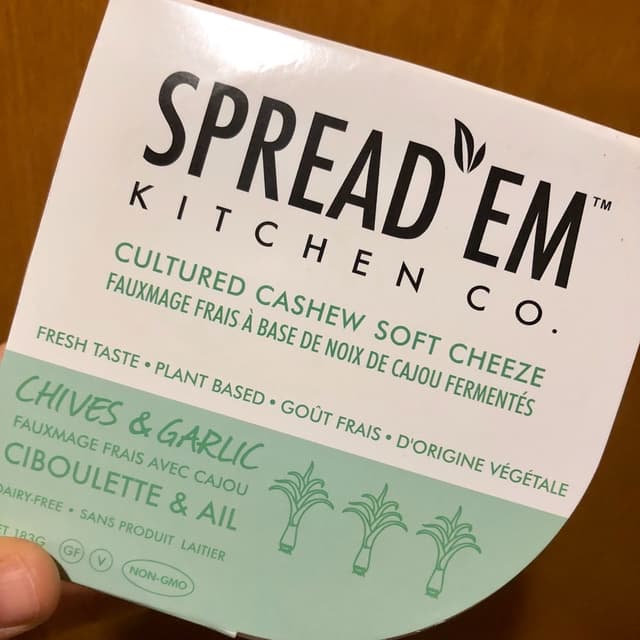 SPREAD'EM™
KITCHEN CO.
CULTURED CASHEW SOFT CHEEZE
FAUXMAGE FRAIS À BASE DE NOIX DE CAJOU FERMENTÉS
FRESH TASTE • PLANT BASED • GOÛT FRAIS • D'ORIGINE VÉGÉTALE
CHIVES & GARLIC
FAUXMAGE FRAIS AVEC CAJOU
CIBOULETTE & AIL
DAIRY-FREE • SANS PRODUIT LAITIER
183G GF V NON-GMO